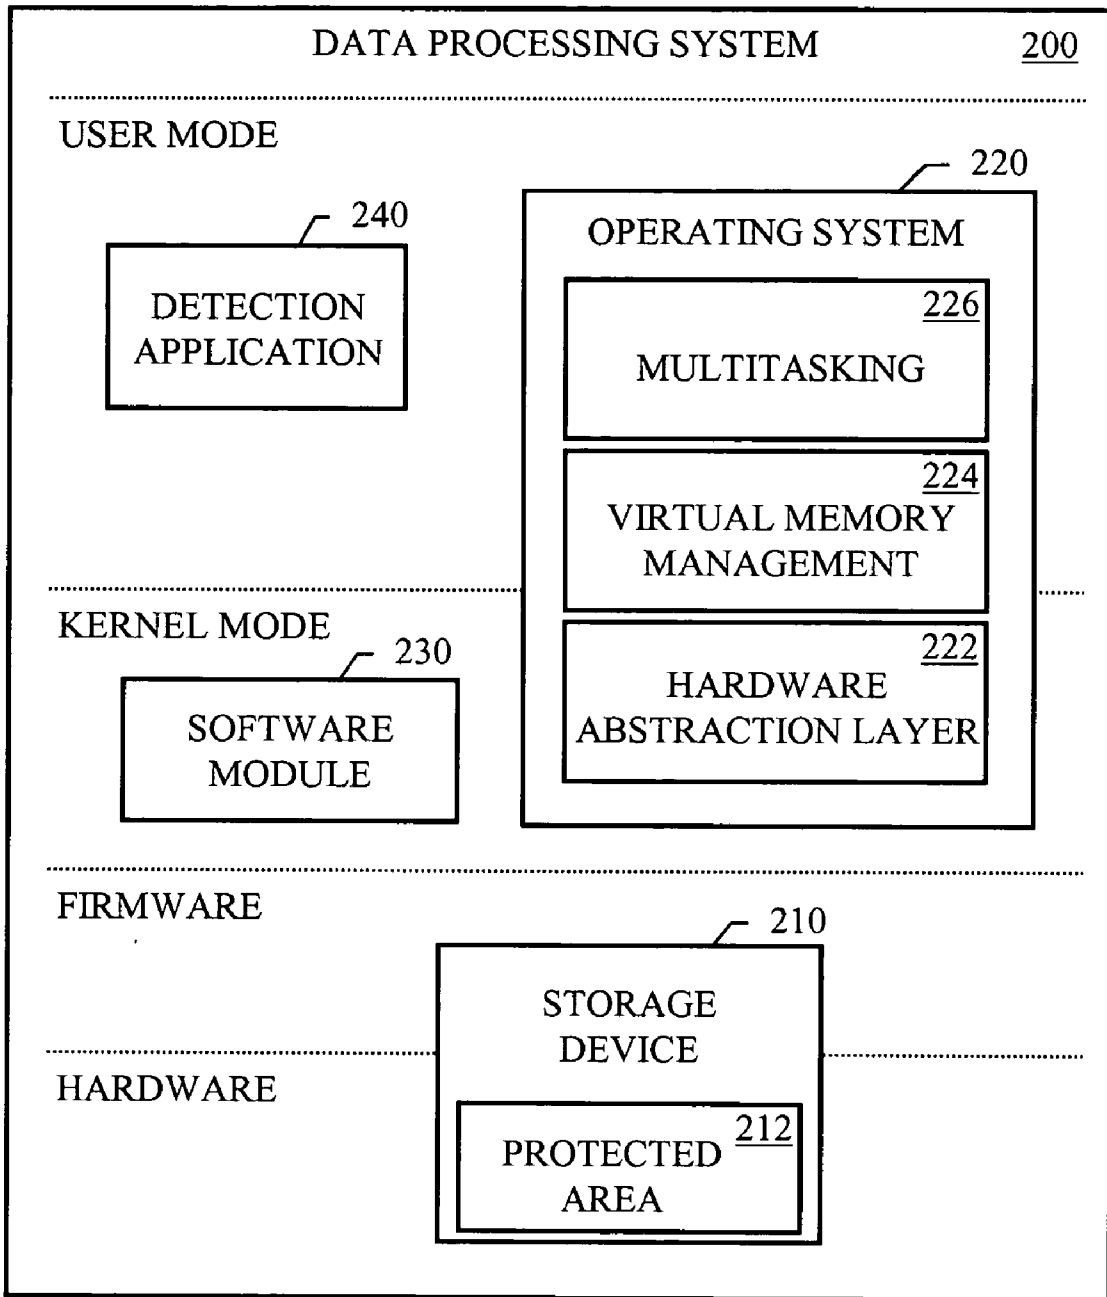 DATA PROCESSING SYSTEM 200
USER MODE
220
240
OPERATING SYSTEM
DETECTION
APPLICATION
226
MULTITASKING
224
VIRTUAL MEMORY
MANAGEMENT
KERNEL MODE
230
222
HARDWARE
ABSTRACTION LAYER
SOFTWARE
MODULE
FIRMWARE
210
STORAGE
DEVICE
HARDWARE
212
PROTECTED
AREA